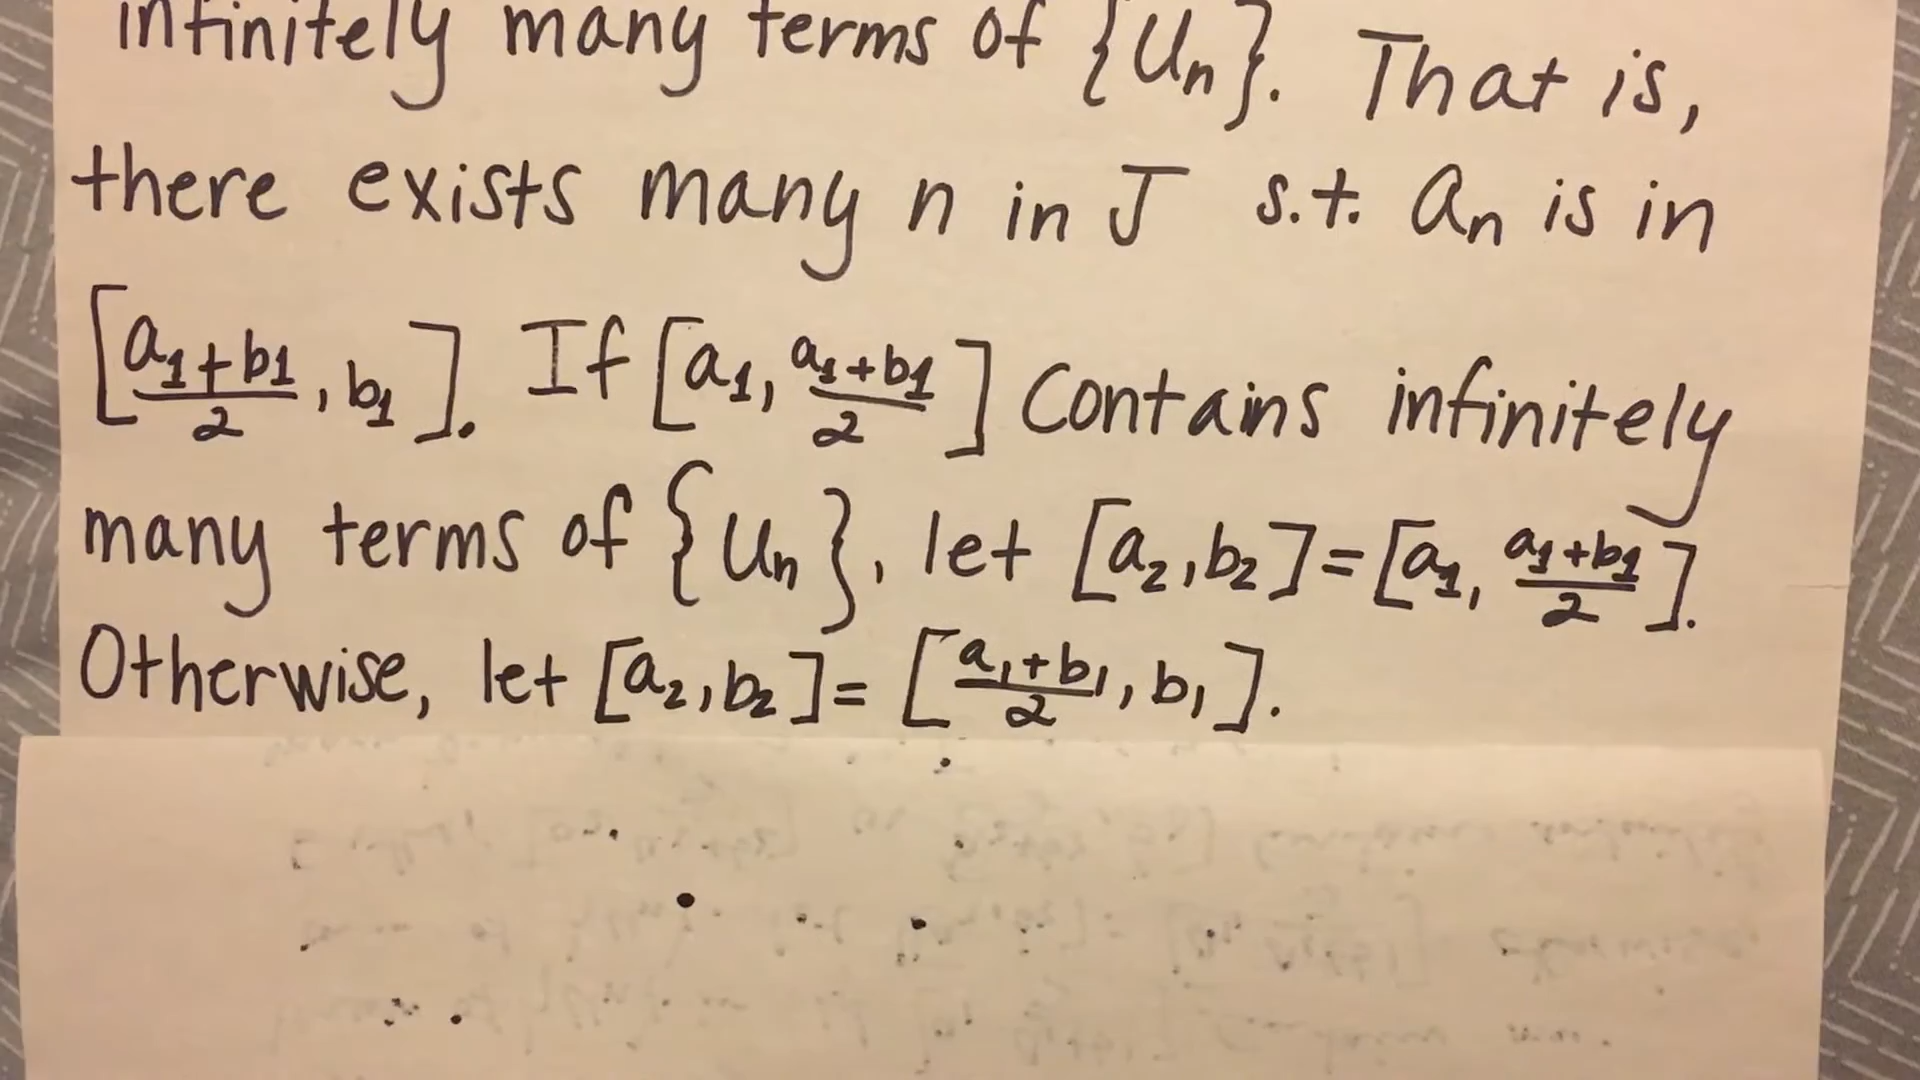 infinitely many terms of {Un}. That is,
there exists many n in J s.t. an is in
[a1+b1/2, b1]. If [a1, a1+b1/2] contains infinitely
many terms of {Un}, let [a2,b2]=[a1, a1+b1/2].
Otherwise, let [a2,b2]=[a1+b1/2, b1].